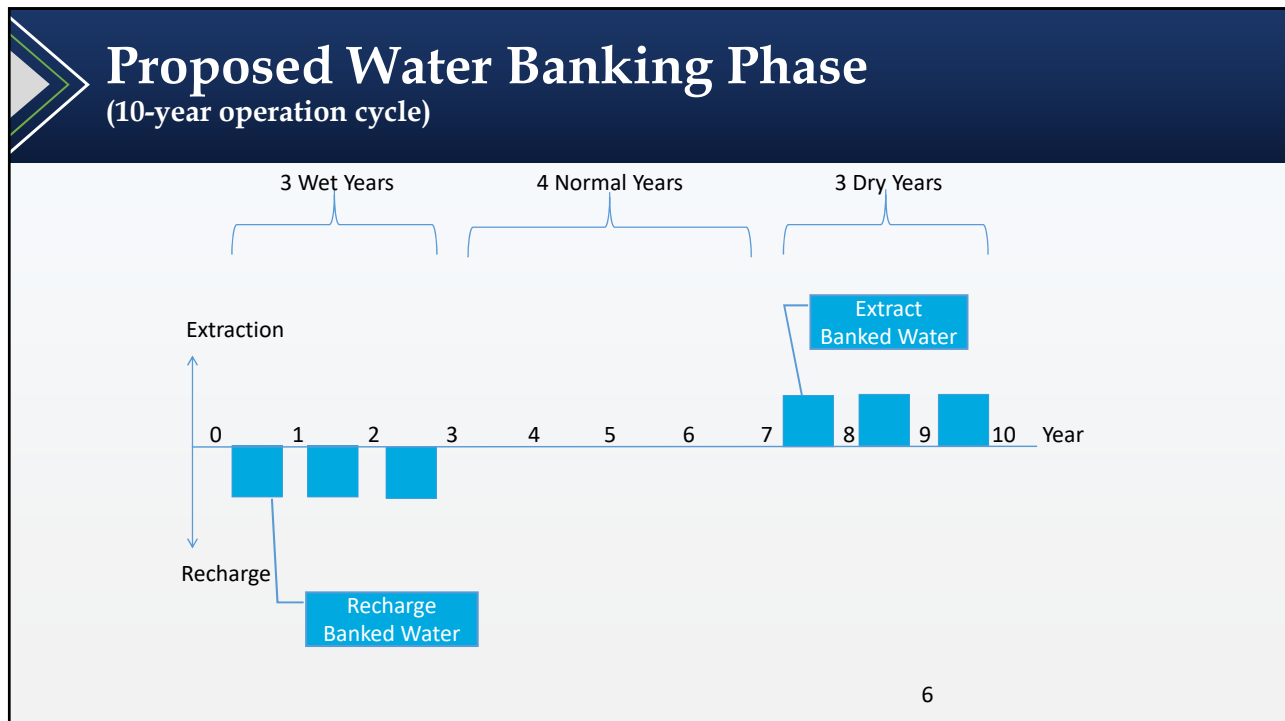 Proposed Water Banking Phase
(10-year operation cycle)
3 Wet Years
4 Normal Years
3 Dry Years
Extract
Banked Water
Extraction
0 1 2 3 4 5 6 7 8 9 10 Year
Recharge
Recharge
Banked Water
6